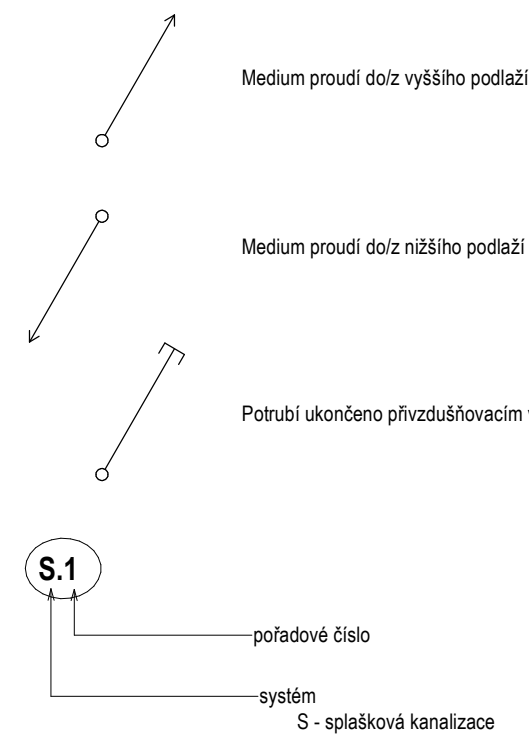 Medium proudí do/z vyššího podlaží
Medium proudí do/z nižšího podlaží
Potrubí ukončeno přivzdušňovacím
S.1
pořadové číslo
systém
S - splašková kanalizace